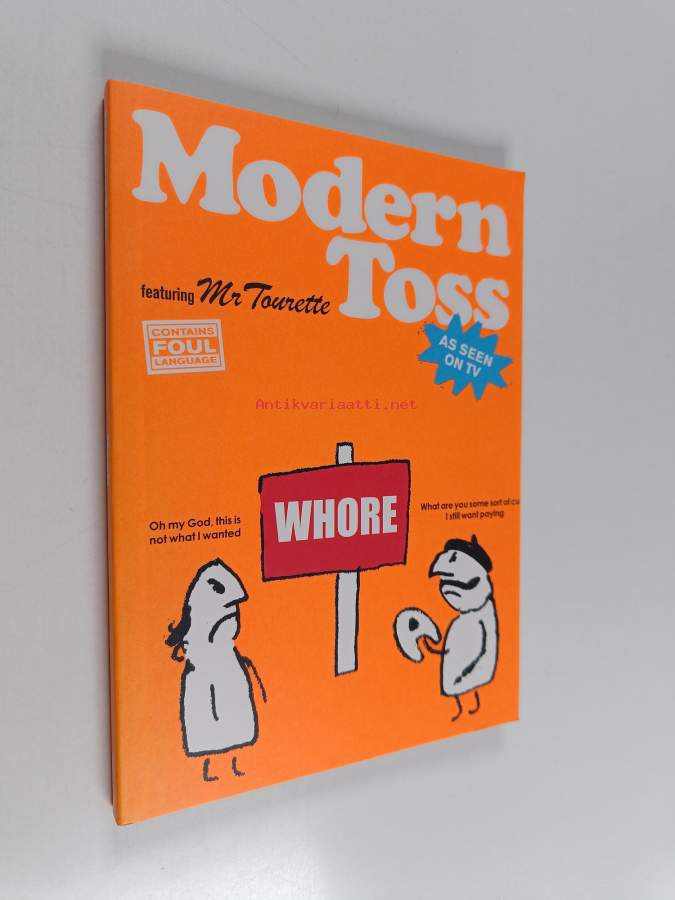 Modern
Toss
featuring Mr Tourette
CONTAINS
FOUL
LANGUAGE
AS SEEN
ON TV
Antikvariaatti.net
WHORE
Oh my God, this is
not what I wanted
What are you some sort of
I still want paying